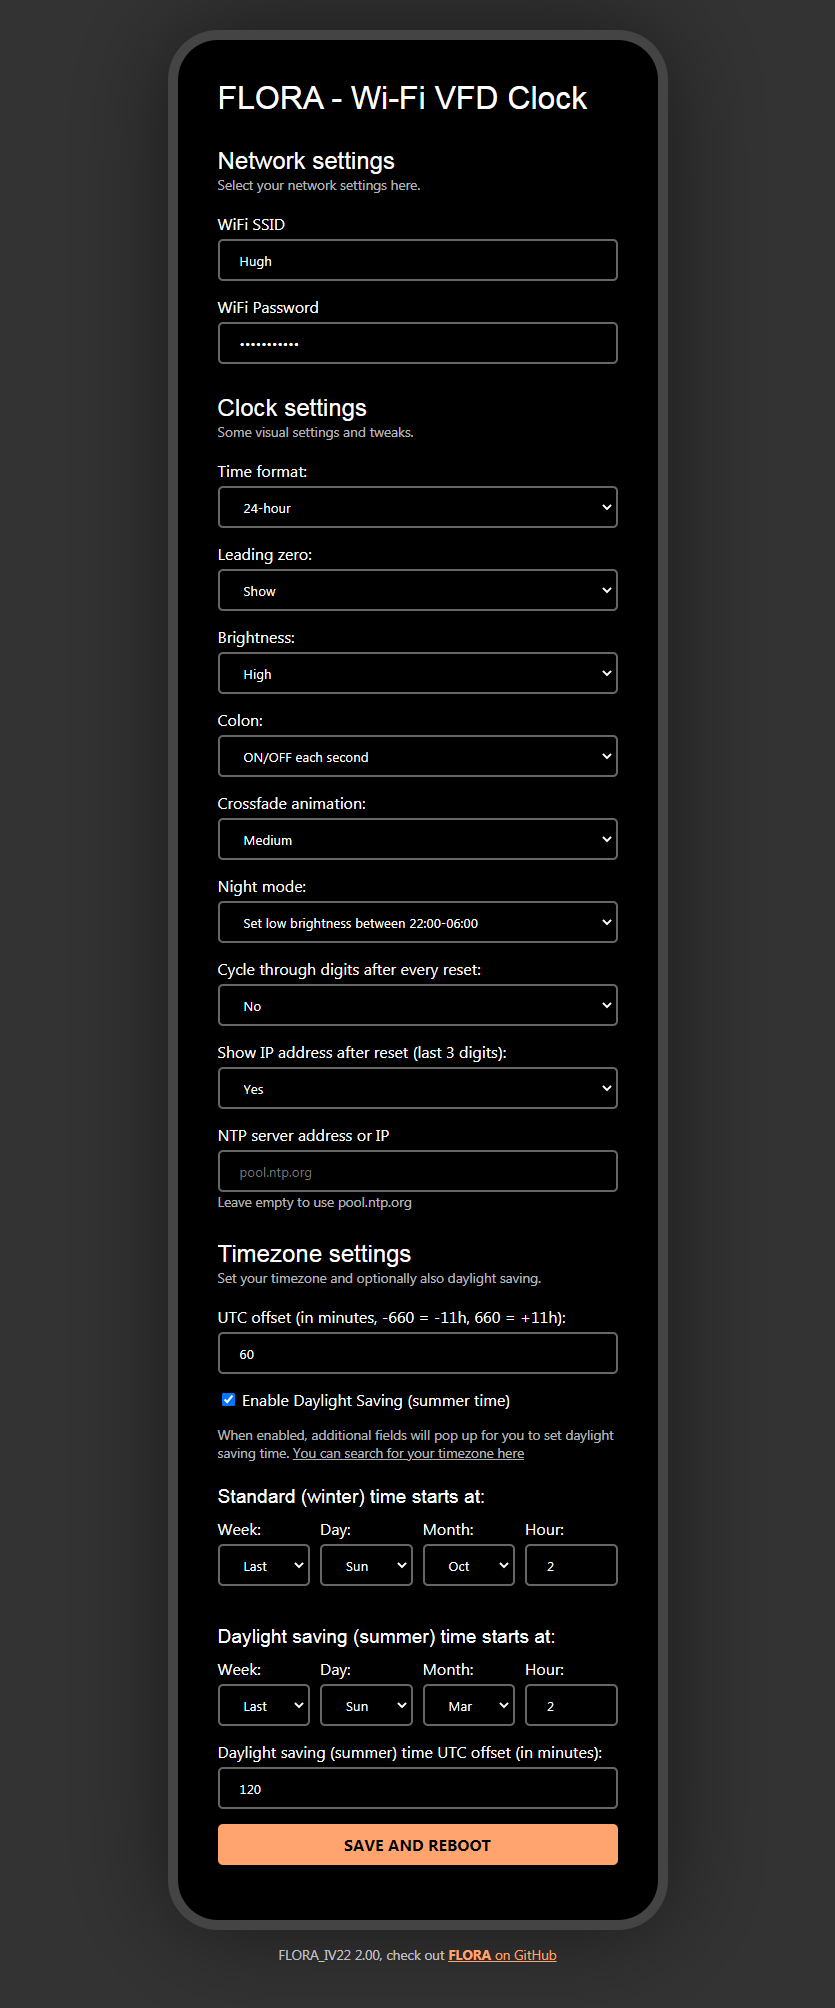 FLORA - Wi-Fi VFD Clock
Network settings
Select your network settings here.
WiFi SSID
Hugh
WiFi Password
•••••••••••
Clock settings
Some visual settings and tweaks.
Time format:
24-hour
Leading zero:
Show
Brightness:
High
Colon:
ON/OFF each second
Crossfade animation:
Medium
Night mode:
Set low brightness between 22:00-06:00
Cycle through digits after every reset:
No
Show IP address after reset (last 3 digits):
Yes
NTP server address or IP
pool.ntp.org
Leave empty to use pool.ntp.org
Timezone settings
Set your timezone and optionally also daylight saving.
UTC offset (in minutes, -660 = -11h, 660 = +11h):
60
Enable Daylight Saving (summer time)
When enabled, additional fields will pop up for you to set daylight
saving time. You can search for your timezone here
Standard (winter) time starts at:
Week: Day: Month: Hour:
Last Sun Oct 2
Daylight saving (summer) time starts at:
Week: Day: Month: Hour:
Last Sun Mar 2
Daylight saving (summer) time UTC offset (in minutes):
120
SAVE AND REBOOT
FLORA_IV22 2.00, check out FLORA on GitHub